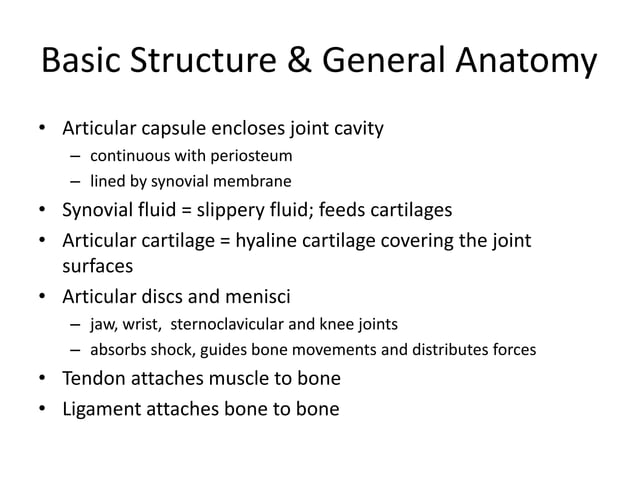 Basic Structure & General Anatomy
• Articular capsule encloses joint cavity
– continuous with periosteum
– lined by synovial membrane
• Synovial fluid = slippery fluid; feeds cartilages
• Articular cartilage = hyaline cartilage covering the joint
surfaces
• Articular discs and menisci
– jaw, wrist,  sternoclavicular and knee joints
– absorbs shock, guides bone movements and distributes forces
• Tendon attaches muscle to bone
• Ligament attaches bone to bone